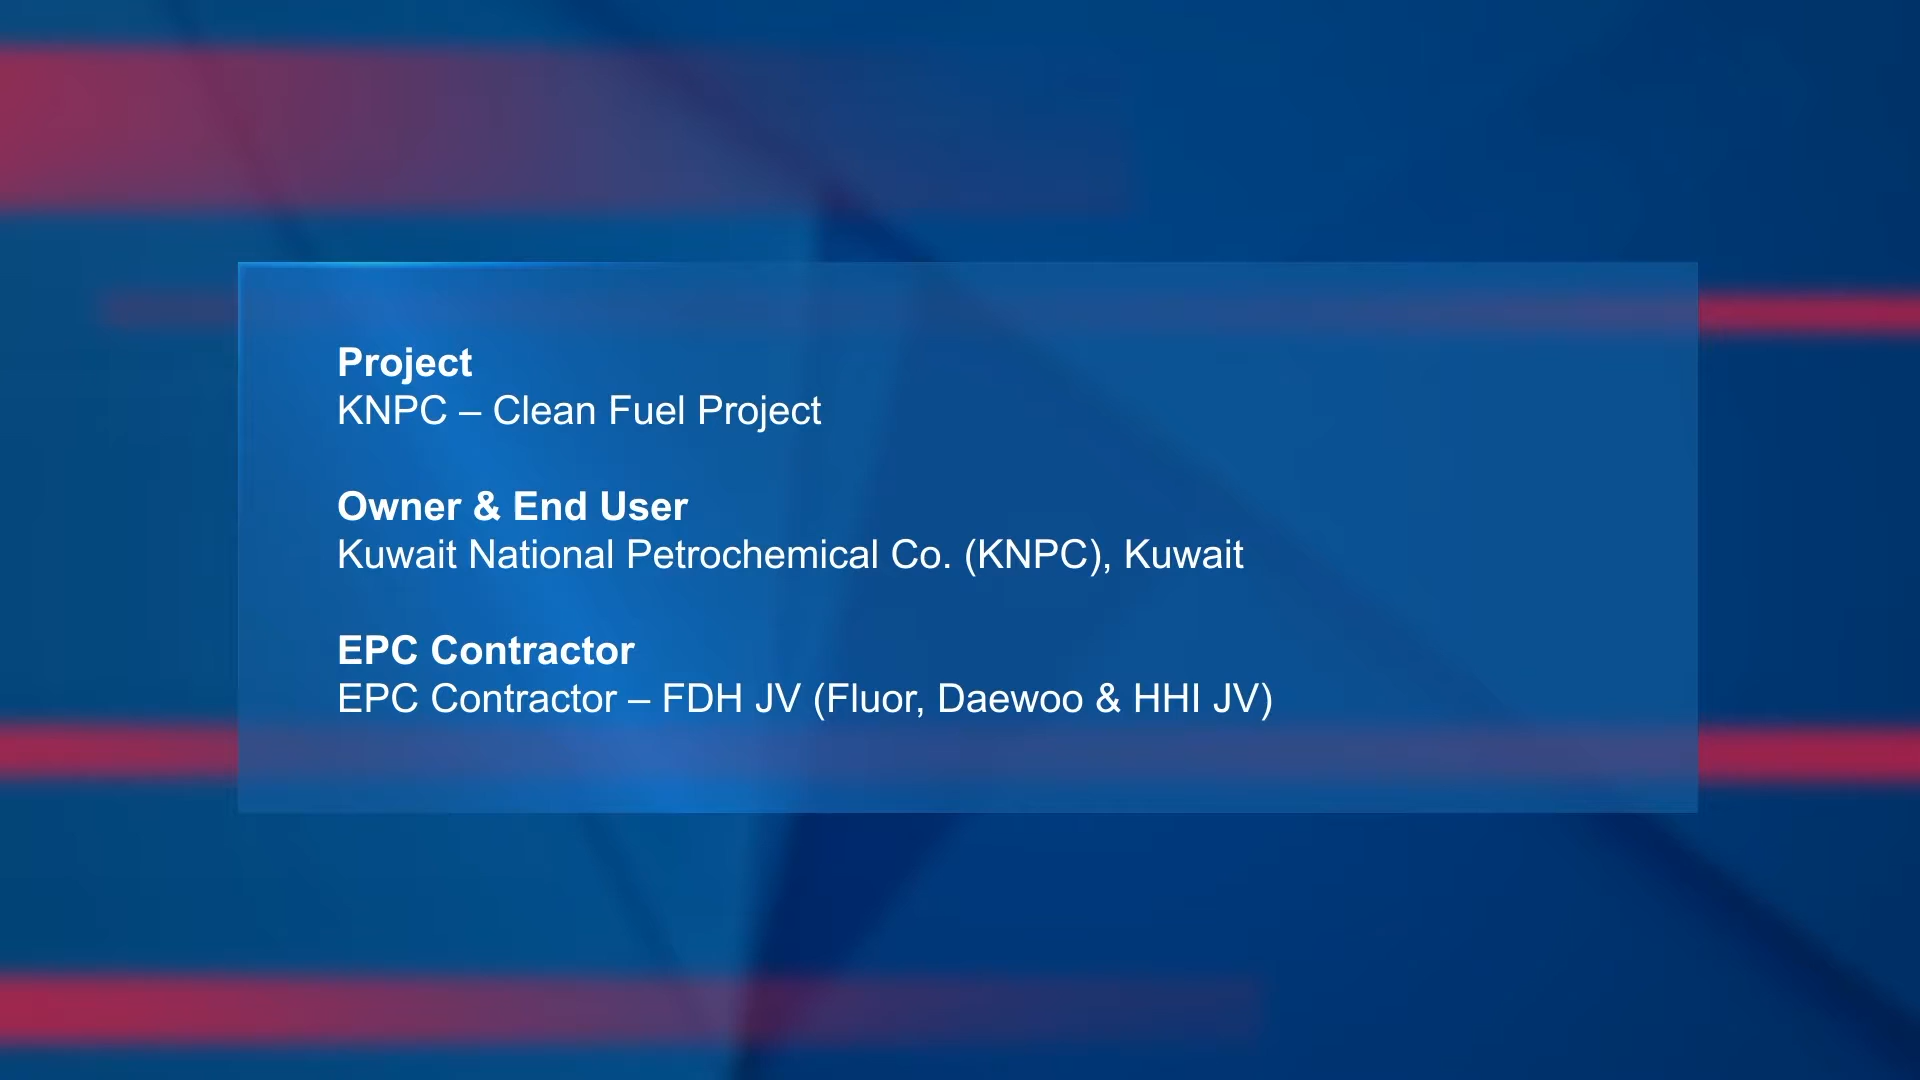 Project
KNPC – Clean Fuel Project
Owner & End User
Kuwait National Petrochemical Co. (KNPC), Kuwait
EPC Contractor
EPC Contractor – FDH JV (Fluor, Daewoo & HHI JV)